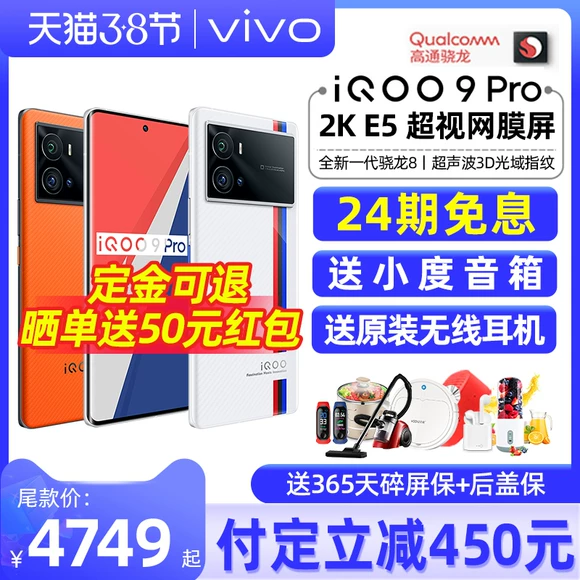 天猫3.8节 vivo
Qualcomm
高通骁龙
iQOO 9 Pro
2K E5 超视网膜屏
全新一代骁龙8 | 超声波3D光域指纹
24期免息
送小度音箱
送原装无线耳机
iQOO 9 Pro
定金可退
晒单送50元红包
iQOO
iQOO
送365天碎屏保+后盖保
尾款价:
¥4749起
付定立减450元